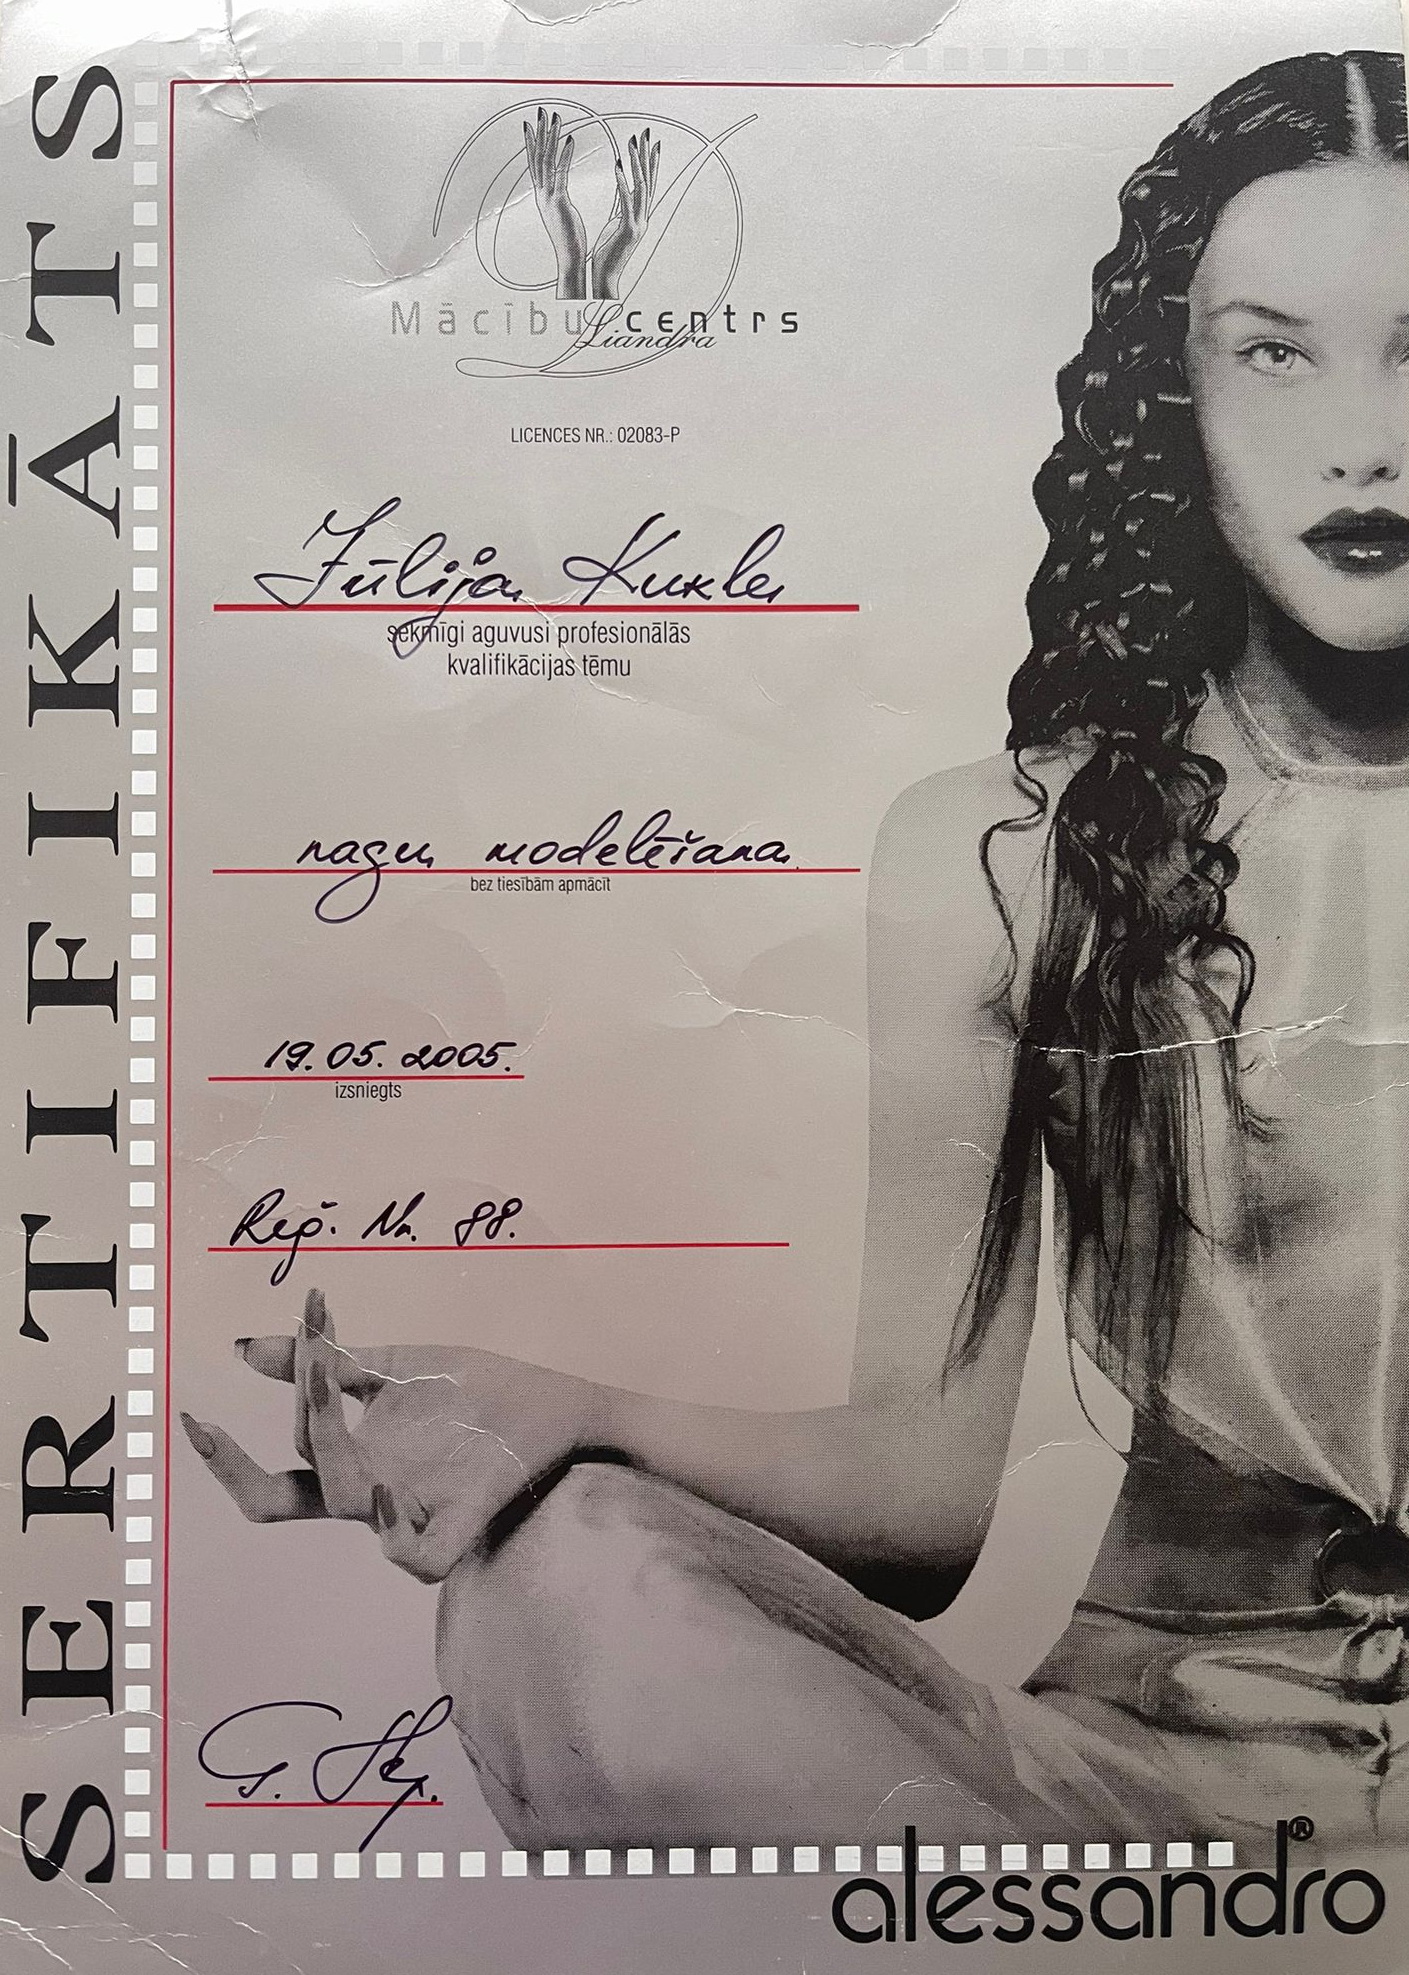 SERTIFIKĀTS
Mācību centrs
Liandra
LICENCES NR.: 02083-P
Jūlija Kukle
sekmīgi aguvusi profesionālās
kvalifikācijas tēmu
nagu modelēšana
bez tiesībām apmācīt
19.05.2005.
izsniegts
Reģ. Nr. 88.
alessandro®